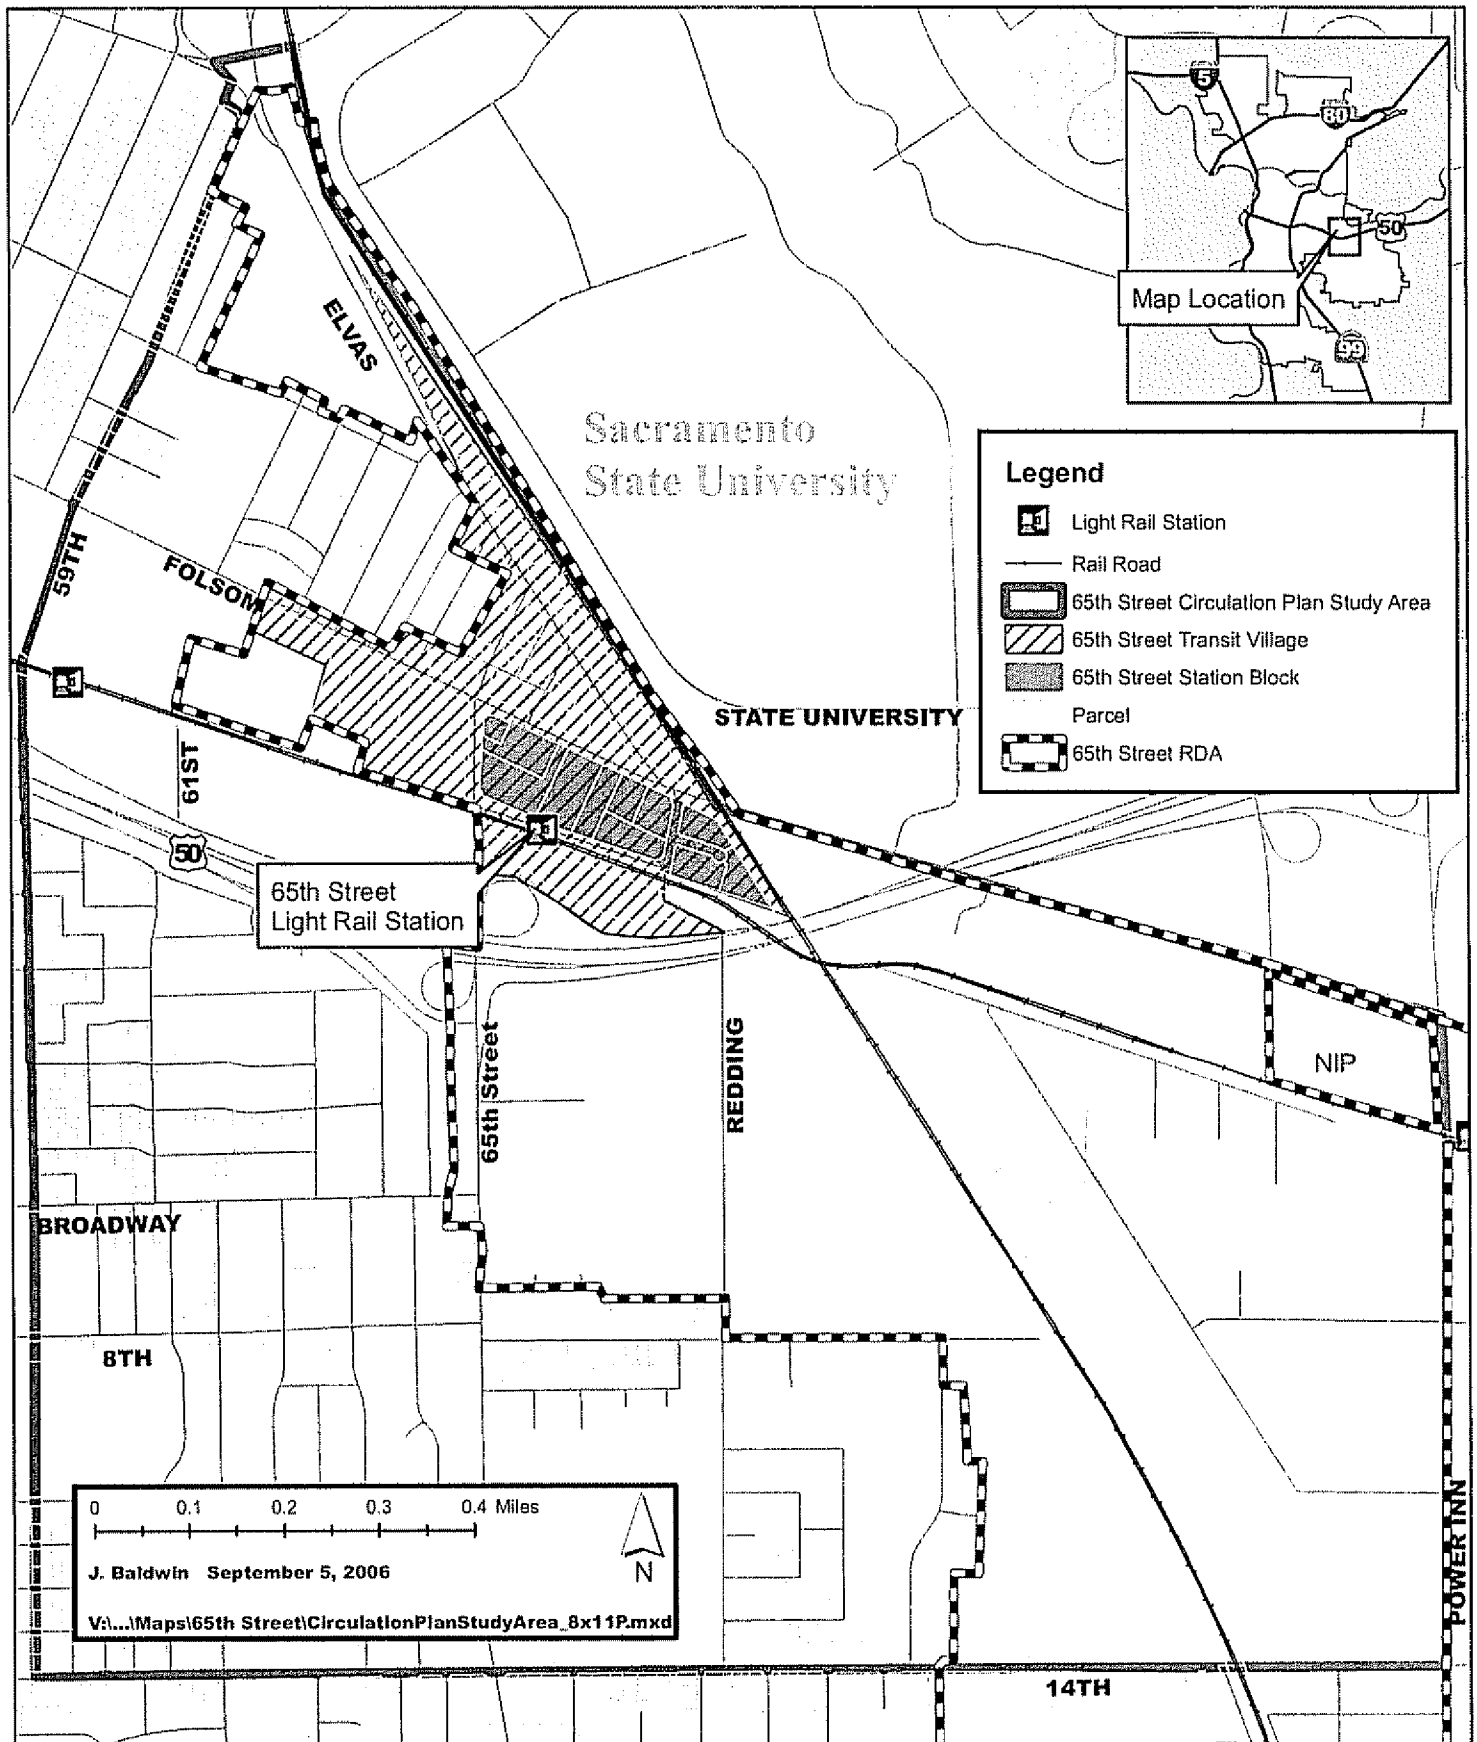 5
80
50
Map Location
99
ELVAS
Sacramento
State University
Legend
Light Rail Station
Rail Road
65th Street Circulation Plan Study Area
65th Street Transit Village
65th Street Station Block
Parcel
65th Street RDA
59TH
FOLSOM
STATE UNIVERSITY
61ST
50
65th Street
Light Rail Station
65th Street
REDDING
NIP
BROADWAY
8TH
0 0.1 0.2 0.3 0.4 Miles
N
J. Baldwin September 5, 2006
V:\...\Maps\65th Street\CirculationPlanStudyArea_8x11P.mxd
POWER INN
14TH